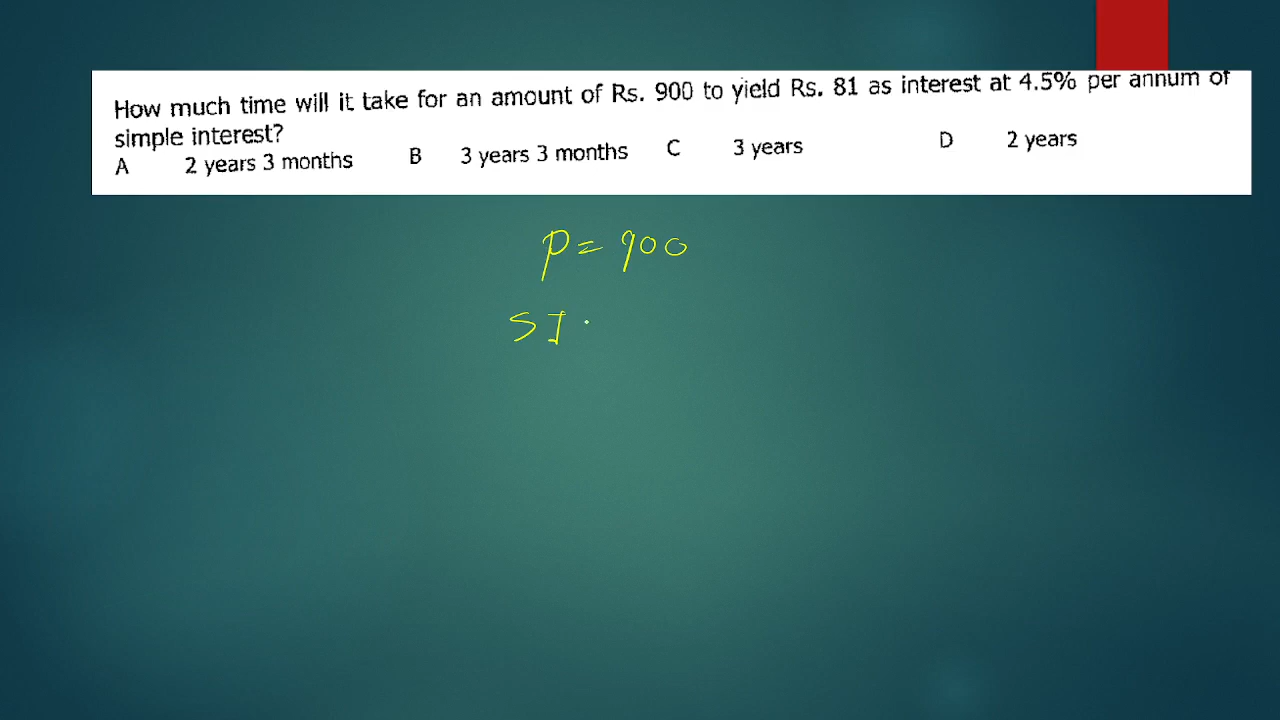 How much time will it take for an amount of Rs. 900 to yield Rs. 81 as interest at 4.5% per annum of
simple interest?
A 2 years 3 months B 3 years 3 months C 3 years D 2 years
P = 900
SI